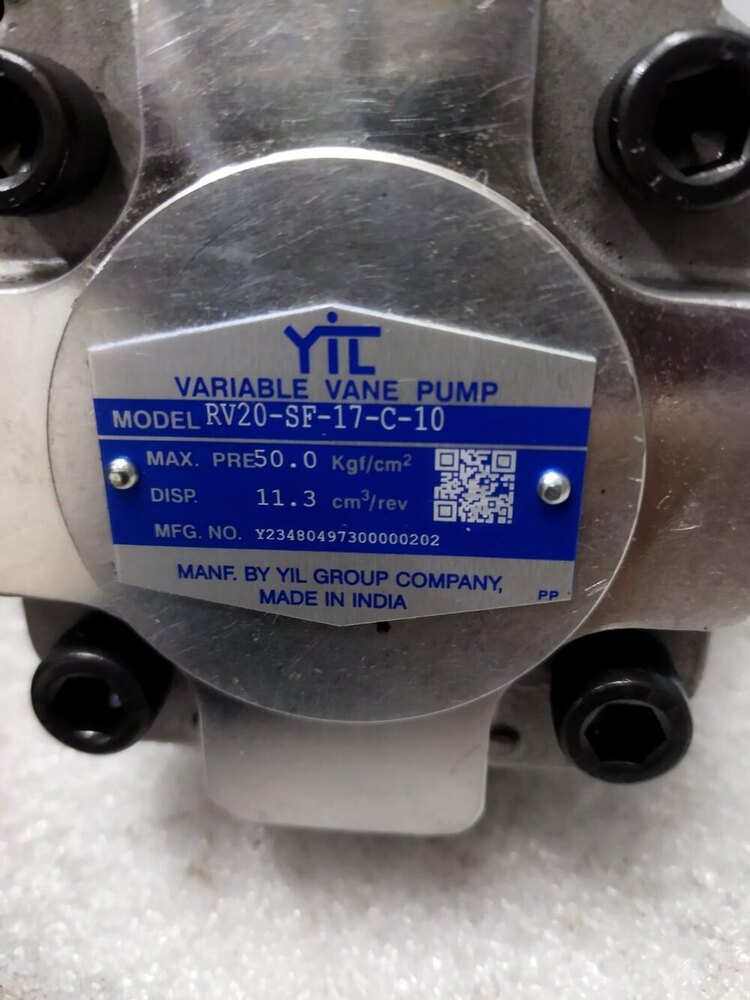 YIL
VARIABLE VANE PUMP
MODEL RV20-SF-17-C-10
MAX. PRE50.0 Kgf/cm²
DISP. 11.3 cm³/rev
MFG. NO. Y23480497300000202
MANF. BY YIL GROUP COMPANY,
MADE IN INDIA
PP